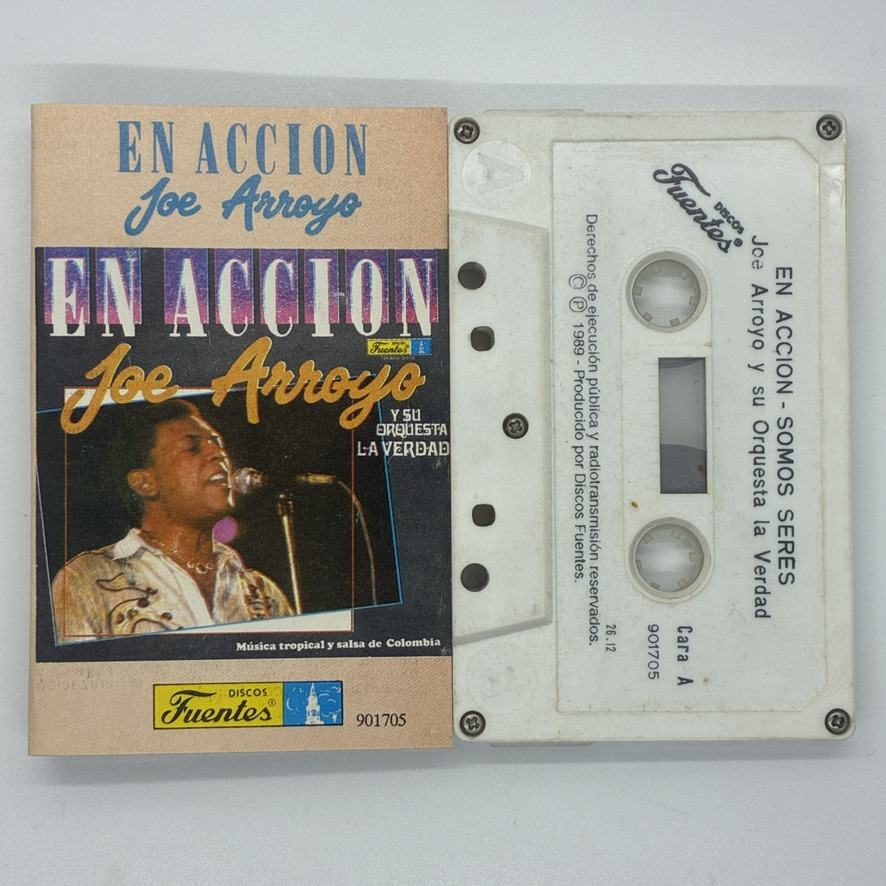 EN ACCION
Joe Arroyo
EN ACCION
Discos
Fuentes
Joe Arroyo
Y SU
ORQUESTA
LA VERDAD
Música tropical y salsa de Colombia
DISCOS
Fuentes®
901705
A
DISCOS
Fuentes®
EN ACCION - SOMOS SERES
Joe Arroyo y su Orquesta la Verdad
Cara A
901705
26.12
Derechos de ejecución pública y radiotransmisión reservados.
© Ⓟ 1989 - Producido por Discos Fuentes.